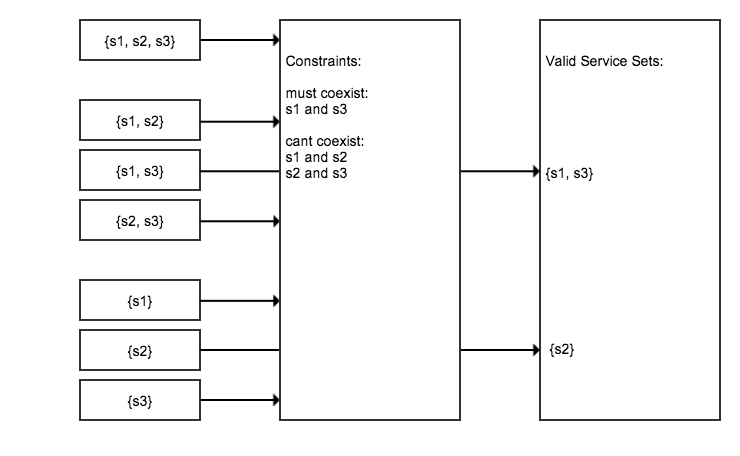 {s1, s2, s3}
{s1, s2}
{s1, s3}
{s2, s3}
{s1}
{s2}
{s3}
Constraints:
must coexist:
s1 and s3
cant coexist:
s1 and s2
s2 and s3
Valid Service Sets:
{s1, s3}
{s2}